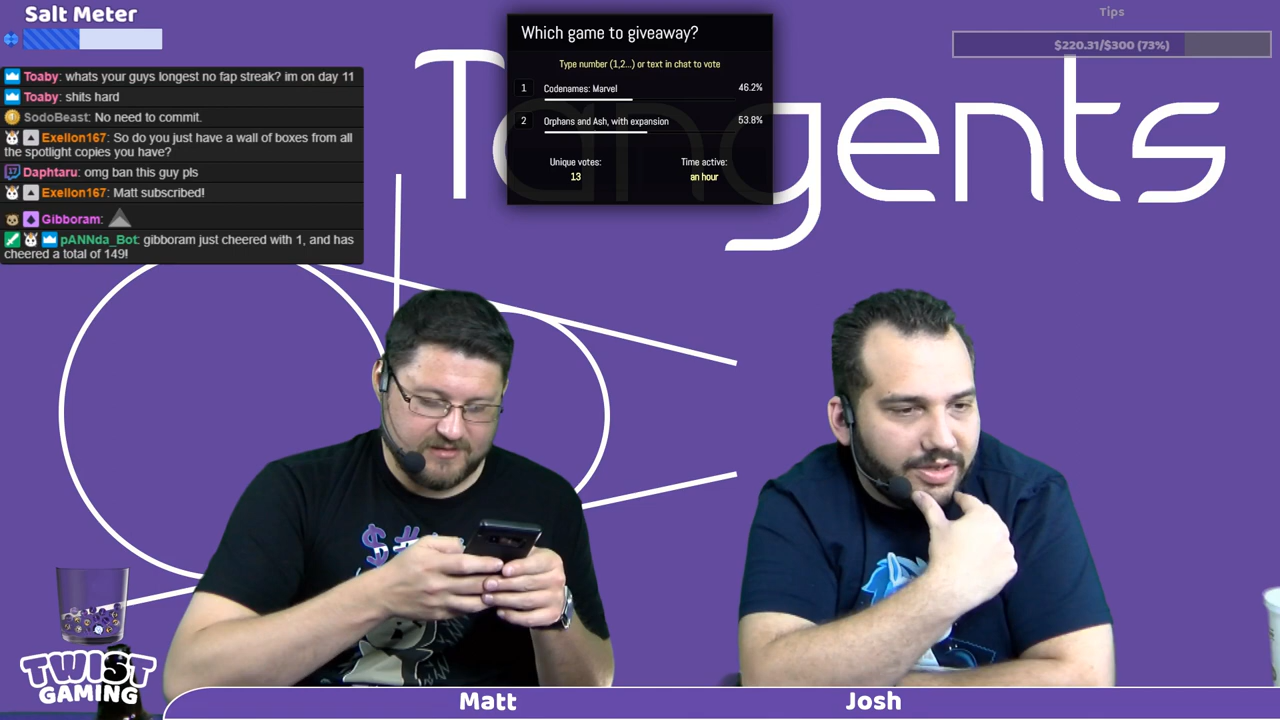 Salt Meter
Toaby: whats your guys longest no fap streak? im on day 11
Toaby: shits hard
SodoBeast: No need to commit.
Exellon167: So do you just have a wall of boxes from all
the spotlight copies you have?
Daphtaru: omg ban this guy pls
Exellon167: Matt subscribed!
Gibboram:
pANNda_Bot: gibboram just cheered with 1, and has
cheered a total of 149!
Which game to giveaway?
Type number (1,2...) or text in chat to vote
1 Codenames: Marvel 46.2%
2 Orphans and Ash, with expansion 53.8%
Unique votes: Time active:
13 an hour
Tips
$220.31/$300 (73%)
Tangents
$#
TWIST
GAMING
Matt Josh